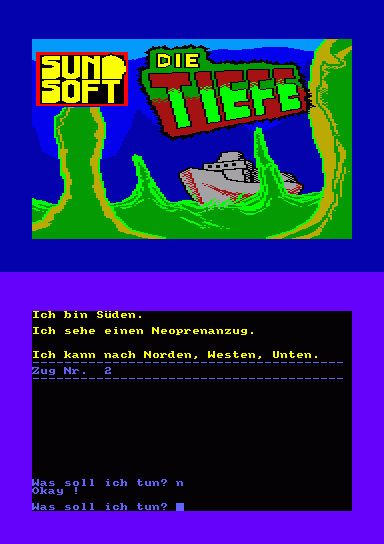 SUN
SOFT
DIE
TIEFE
Ich bin Süden.
Ich sehe einen Neoprenanzug.
Ich kann nach Norden, Westen, Unten.
Zug Nr. 2
Was soll ich tun? n
Okay !
Was soll ich tun?